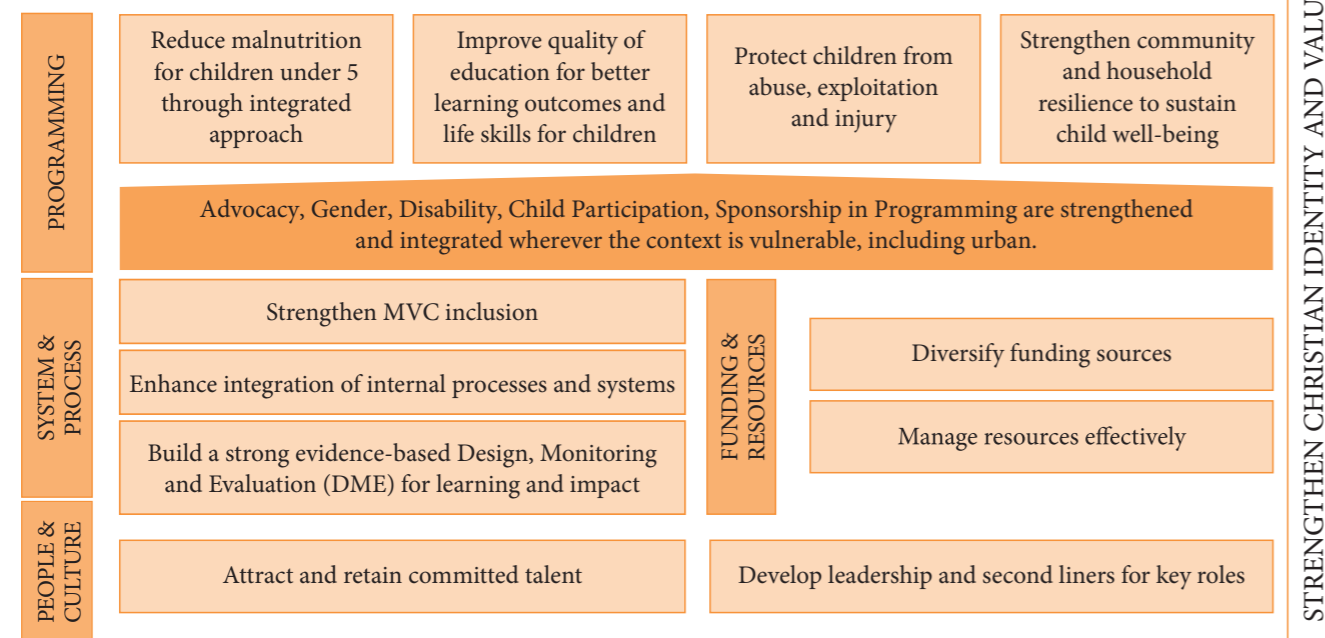 PROGRAMMING
Reduce malnutrition
for children under 5
through integrated
approach
Improve quality of
education for better
learning outcomes and
life skills for children
Protect children from
abuse, exploitation
and injury
Strengthen community
and household
resilience to sustain
child well-being
Advocacy, Gender, Disability, Child Participation, Sponsorship in Programming are strengthened
and integrated wherever the context is vulnerable, including urban.
SYSTEM &
PROCESS
Strengthen MVC inclusion
Enhance integration of internal processes and systems
Build a strong evidence-based Design, Monitoring
and Evaluation (DME) for learning and impact
FUNDING &
RESOURCES
Diversify funding sources
Manage resources effectively
PEOPLE &
CULTURE
Attract and retain committed talent
Develop leadership and second liners for key roles
STRENGTHEN CHRISTIAN IDENTITY AND